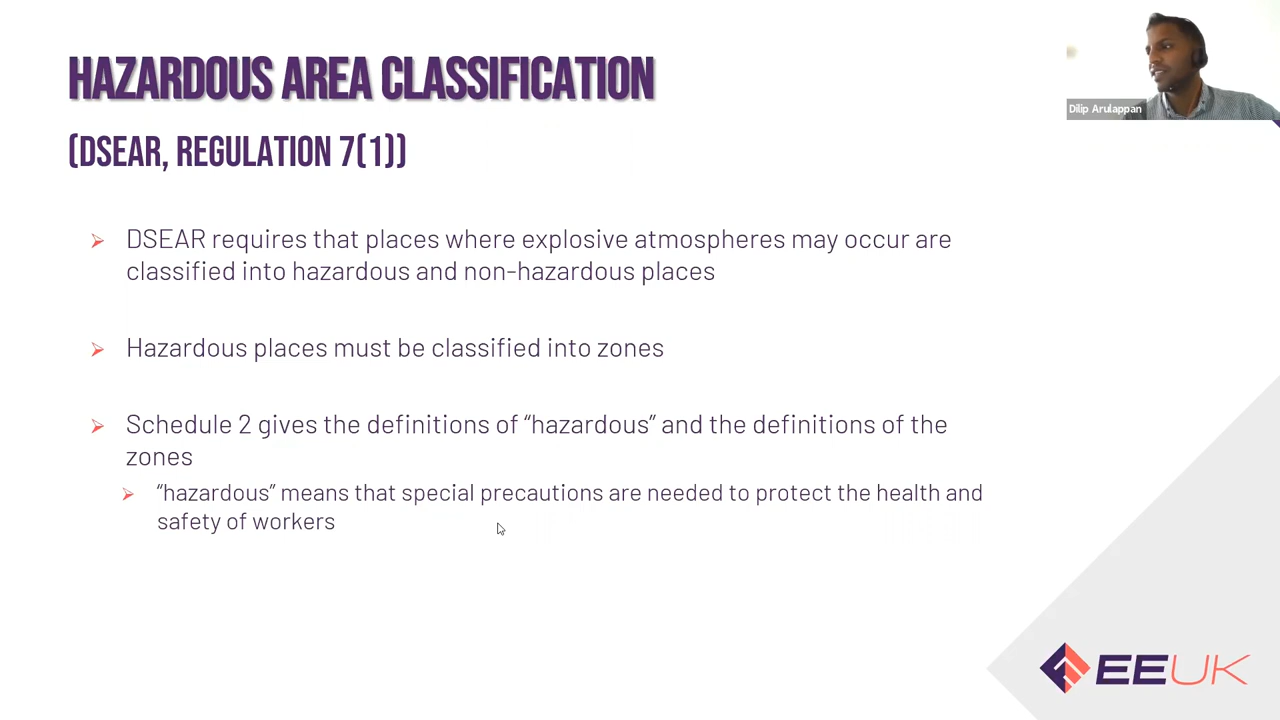 HAZARDOUS AREA CLASSIFICATION
(DSEAR, REGULATION 7(1))
Dilip Arulappan
DSEAR requires that places where explosive atmospheres may occur are
classified into hazardous and non-hazardous places
Hazardous places must be classified into zones
Schedule 2 gives the definitions of “hazardous” and the definitions of the
zones
“hazardous” means that special precautions are needed to protect the health and
safety of workers
EEUK